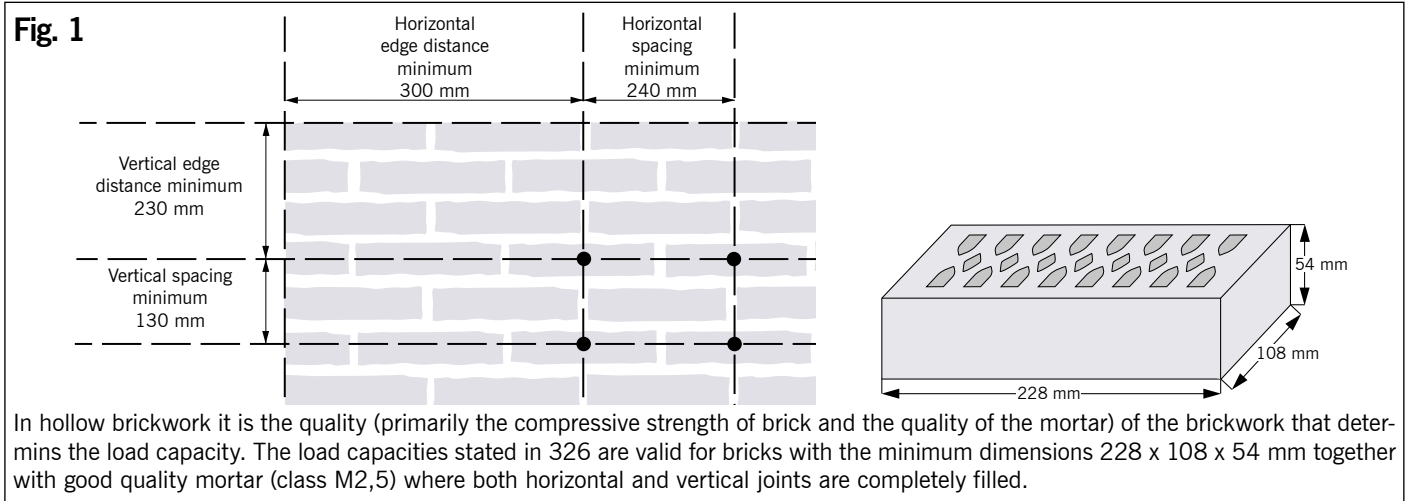 Fig. 1
Horizontal
edge distance
minimum
300 mm
Horizontal
spacing
minimum
240 mm
Vertical edge
distance minimum
230 mm
Vertical spacing
minimum
130 mm
54 mm
108 mm
228 mm
In hollow brickwork it is the quality (primarily the compressive strength of brick and the quality of the mortar) of the brickwork that deter-
mins the load capacity. The load capacities stated in 326 are valid for bricks with the minimum dimensions 228 x 108 x 54 mm together
with good quality mortar (class M2,5) where both horizontal and vertical joints are completely filled.